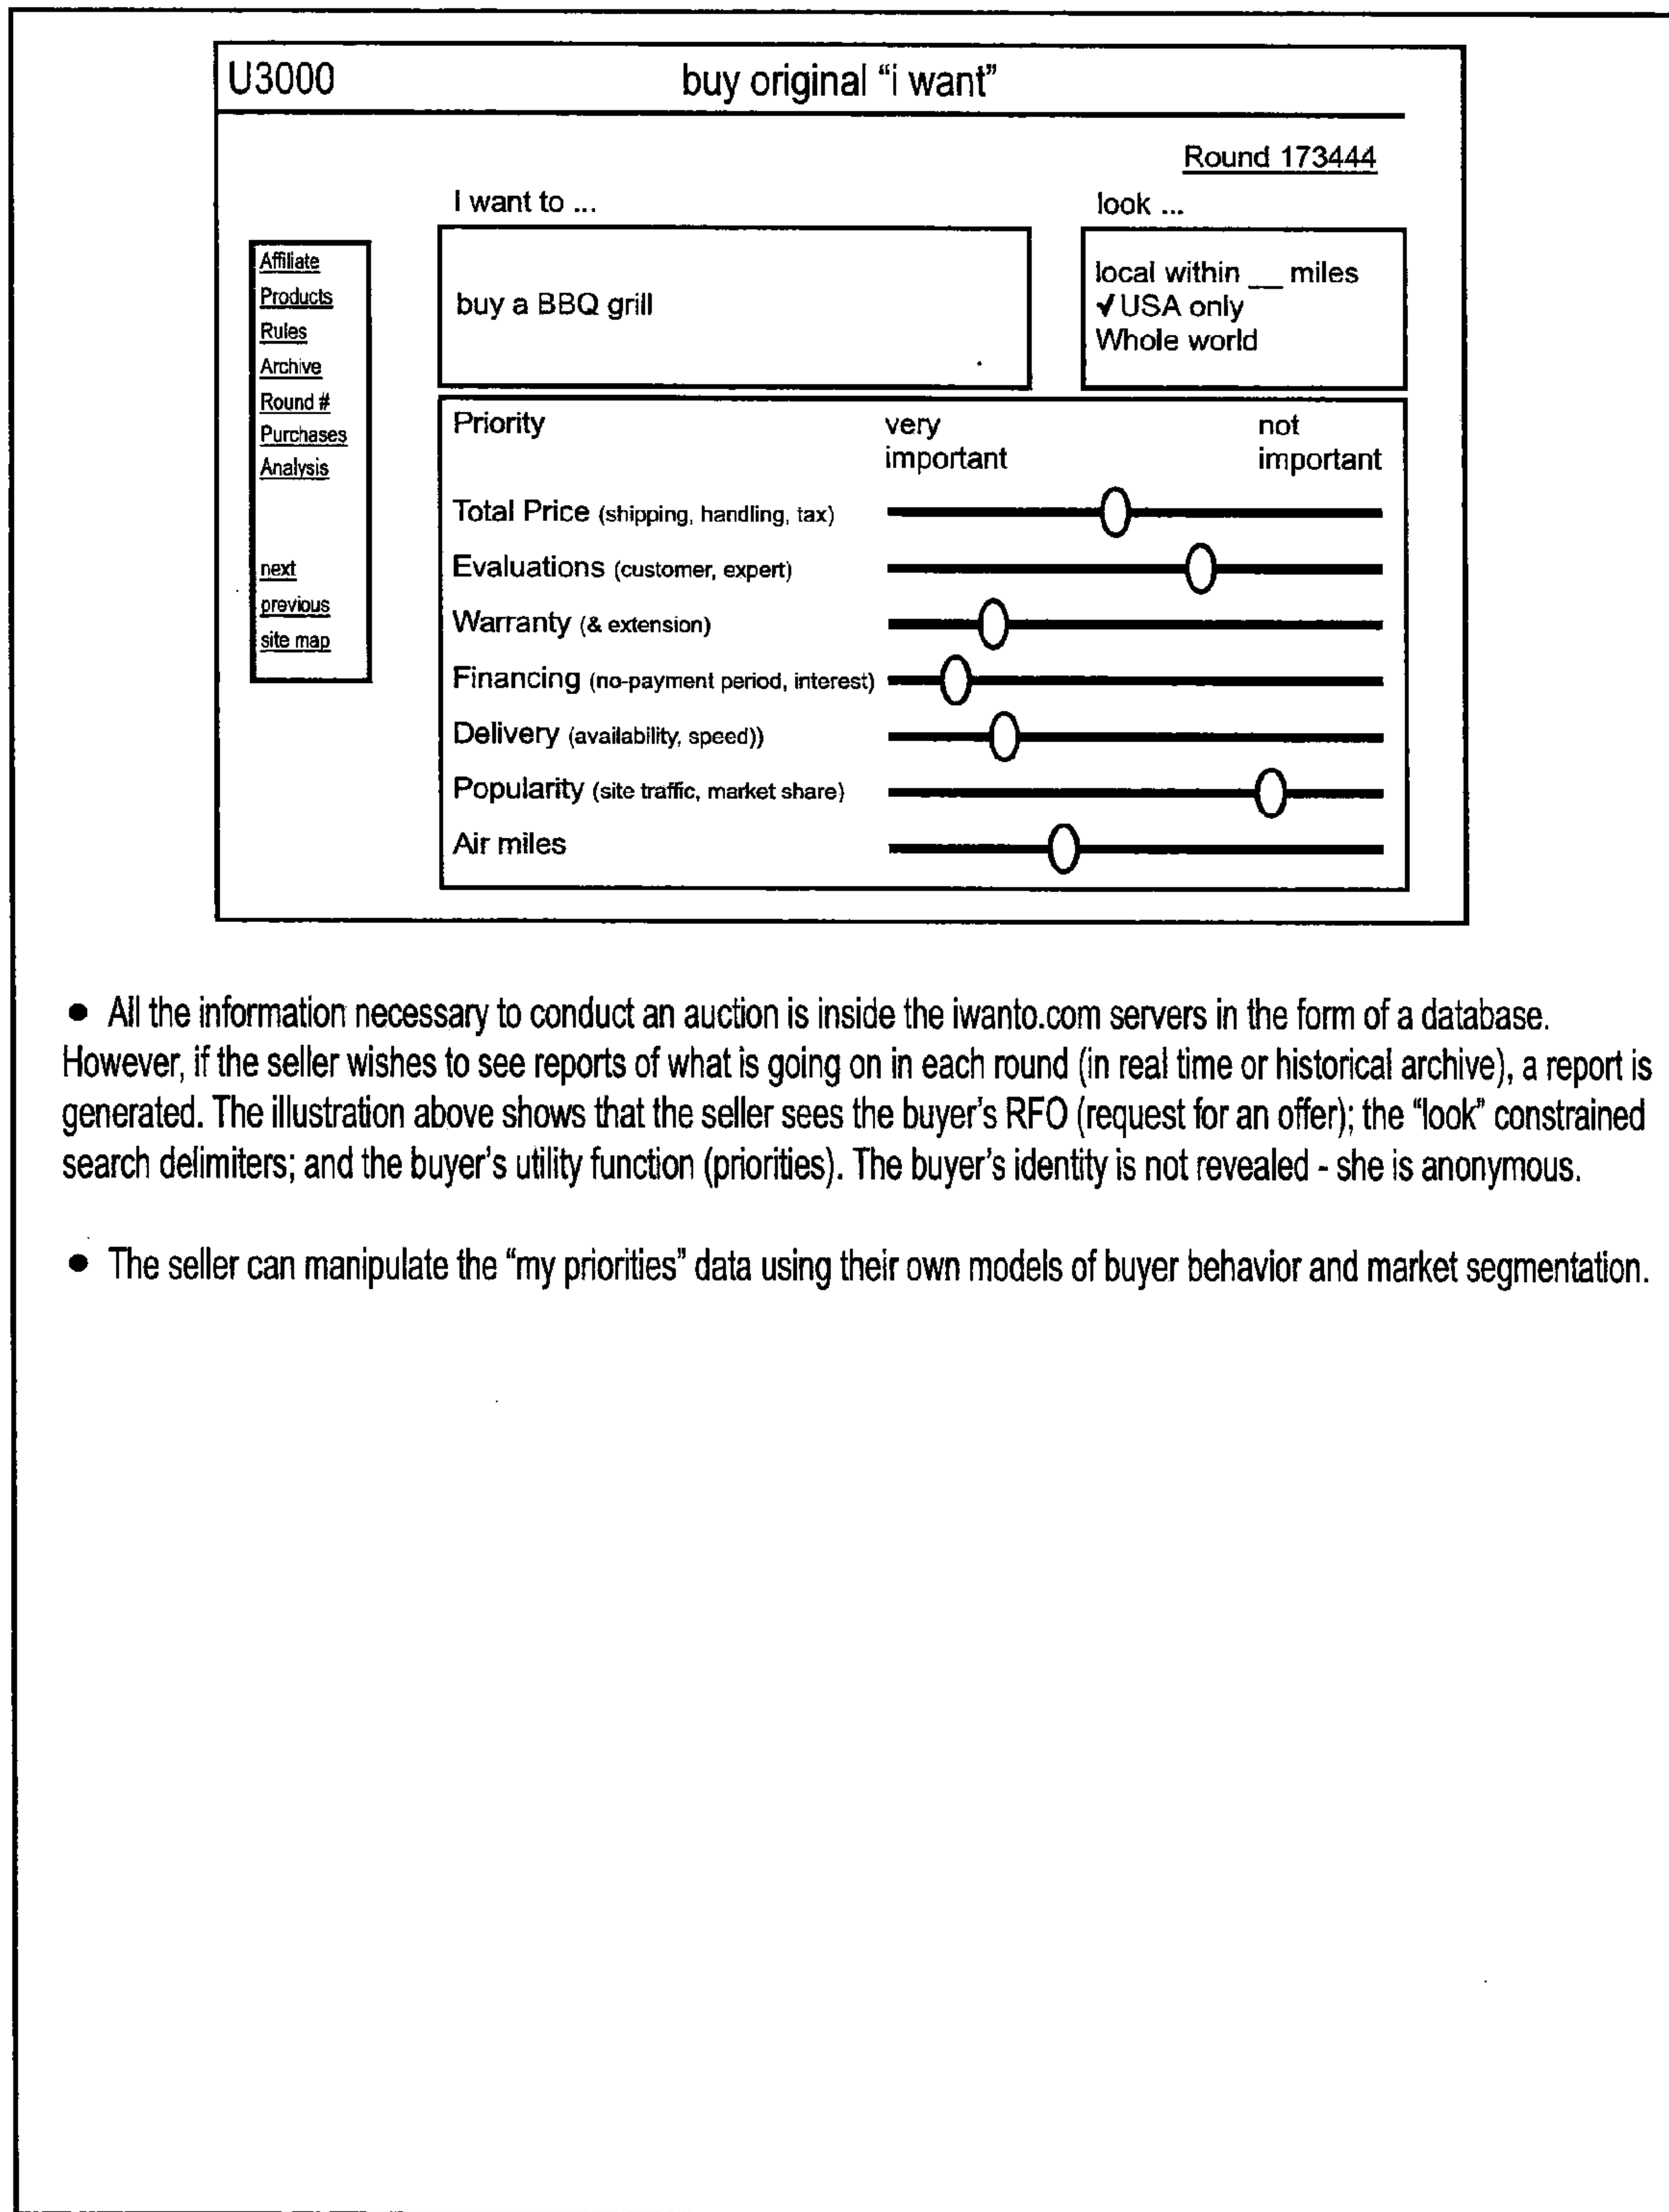 U3000 buy original “i want”
Round 173444
I want to ... look ...
Affiliate
Products
Rules
Archive
Round #
Purchases
Analysis
next
previous
site map
buy a BBQ grill
local within __ miles
✓USA only
Whole world
Priority very important not important
Total Price (shipping, handling, tax)
Evaluations (customer, expert)
Warranty (& extension)
Financing (no-payment period, interest)
Delivery (availability, speed))
Popularity (site traffic, market share)
Air miles
● All the information necessary to conduct an auction is inside the iwanto.com servers in the form of a database.
However, if the seller wishes to see reports of what is going on in each round (in real time or historical archive), a report is
generated. The illustration above shows that the seller sees the buyer’s RFO (request for an offer); the “look” constrained
search delimiters; and the buyer’s utility function (priorities). The buyer’s identity is not revealed - she is anonymous.
● The seller can manipulate the “my priorities” data using their own models of buyer behavior and market segmentation.